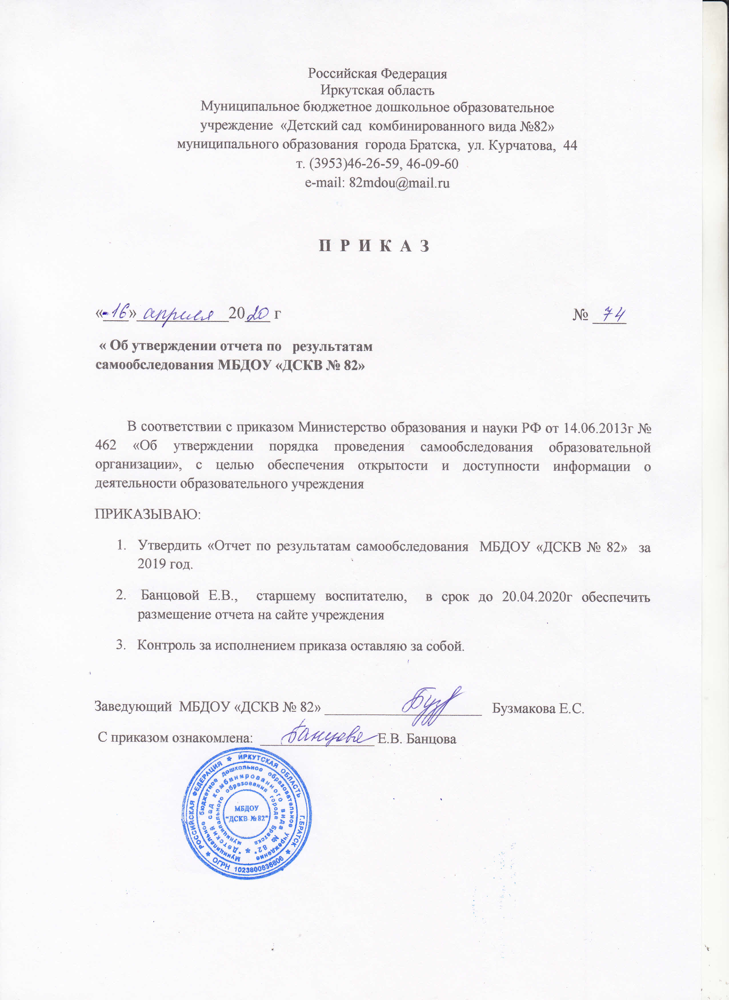 Российская Федерация
Иркутская область
Муниципальное бюджетное дошкольное образовательное
учреждение «Детский сад комбинированного вида №82»
муниципального образования города Братска, ул. Курчатова, 44
т. (3953)46-26-59, 46-09-60
e-mail: 82mdou@mail.ru
П Р И К А З
«16» апреля 2020 г № 74
« Об утверждении отчета по результатам
самообследования МБДОУ «ДСКВ № 82»
В соответствии с приказом Министерство образования и науки РФ от 14.06.2013г №
462 «Об утверждении порядка проведения самообследования образовательной
организации», с целью обеспечения открытости и доступности информации о
деятельности образовательного учреждения
ПРИКАЗЫВАЮ:
1. Утвердить «Отчет по результатам самообследования МБДОУ «ДСКВ № 82» за
2019 год.
2. Банцовой Е.В., старшему воспитателю, в срок до 20.04.2020г обеспечить
размещение отчета на сайте учреждения
3. Контроль за исполнением приказа оставляю за собой.
Заведующий МБДОУ «ДСКВ № 82» Буз Бузмакова Е.С.
С приказом ознакомлена: Банцова Е.В. Банцова
РОССИЙСКАЯ ФЕДЕРАЦИЯ * ИРКУТСКАЯ ОБЛАСТЬ Г.БРАТСК * ОГРН 1023800836806 *
Муниципальное бюджетное дошкольное образовательное учреждение
"Детский сад комбинированного вида № 82" *
муниципального образования города Братска
МБДОУ
"ДСКВ №82"